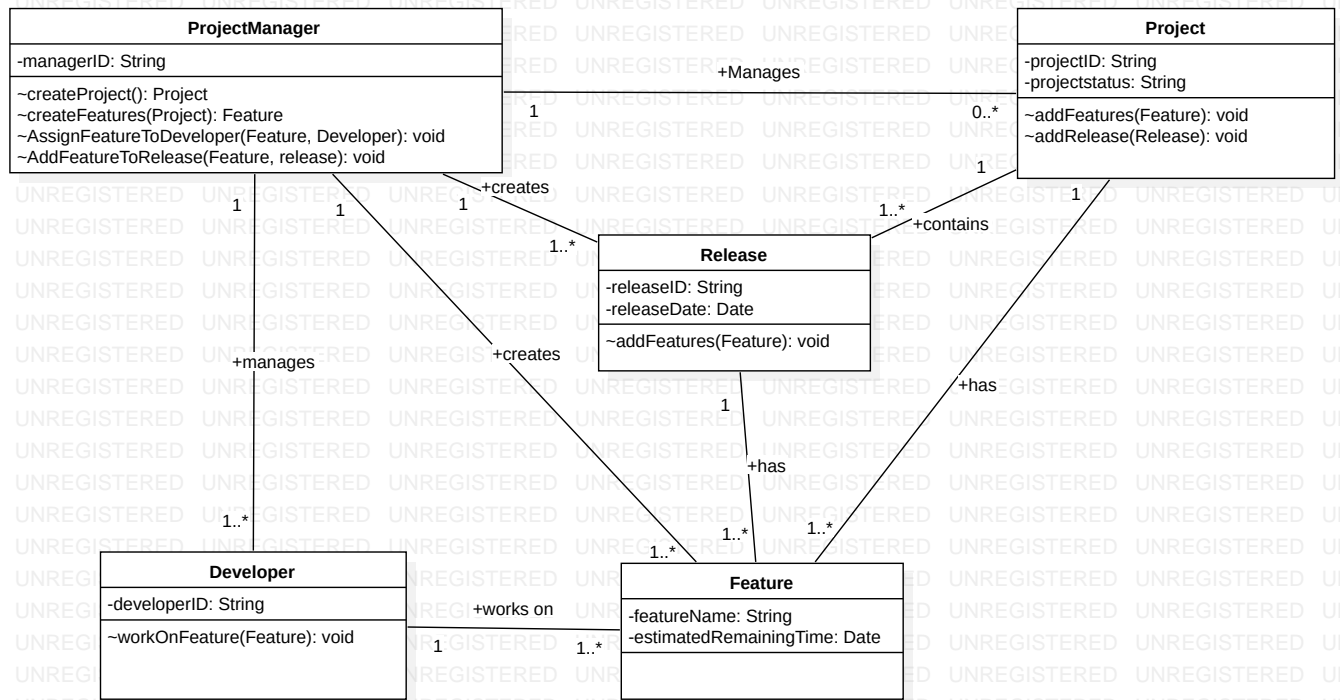 ProjectManager
-managerID: String
~createProject(): Project
~createFeatures(Project): Feature
~AssignFeatureToDeveloper(Feature, Developer): void
~AddFeatureToRelease(Feature, release): void
+Manages
1
0..*
Project
-projectID: String
-projectstatus: String
~addFeatures(Feature): void
~addRelease(Release): void
1
1
1
+creates
1..*
1
1..*
+contains
1
Release
-releaseID: String
-releaseDate: Date
~addFeatures(Feature): void
+manages
+creates
+has
1
+has
1..*
1..*
1..*
1..*
Developer
-developerID: String
~workOnFeature(Feature): void
+works on
1
1..*
Feature
-featureName: String
-estimatedRemainingTime: Date
UNREGISTERED